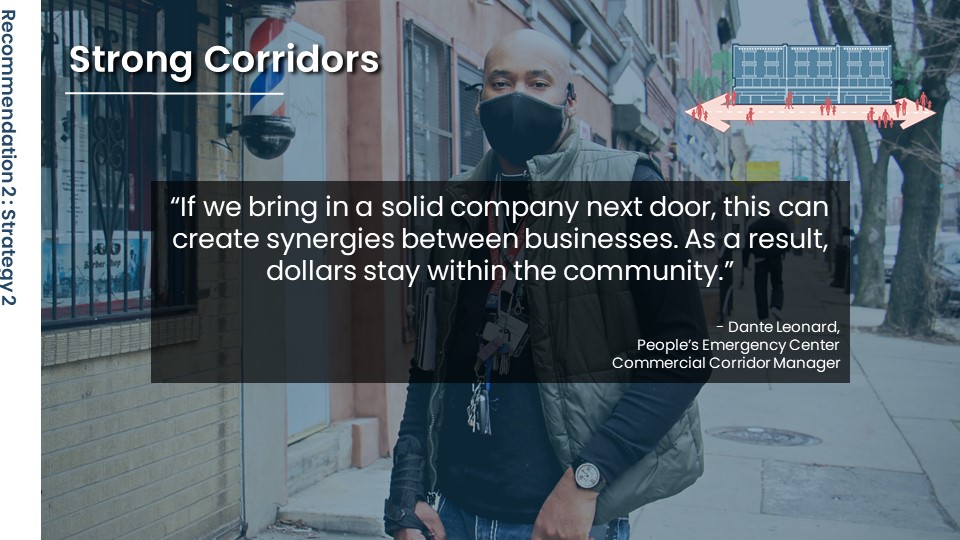 Recommendation 2: Strategy 2
Strong Corridors
“If we bring in a solid company next door, this can
create synergies between businesses. As a result,
dollars stay within the community.”
- Dante Leonard,
People’s Emergency Center
Commercial Corridor Manager